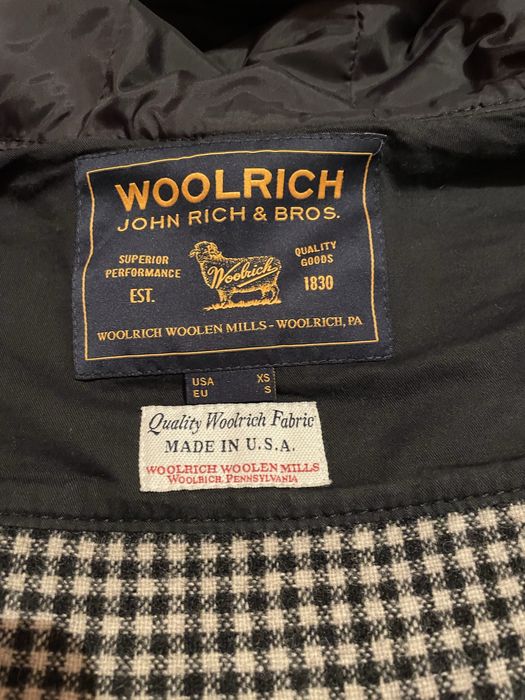 WOOLRICH
JOHN RICH & BROS.
SUPERIOR
PERFORMANCE
EST.
Woolrich
QUALITY
GOODS
1830
WOOLRICH WOOLEN MILLS - WOOLRICH, PA
USA XS
EU S
Quality Woolrich Fabric
MADE IN U.S.A.
WOOLRICH WOOLEN MILLS
WOOLRICH, PENNSYLVANIA